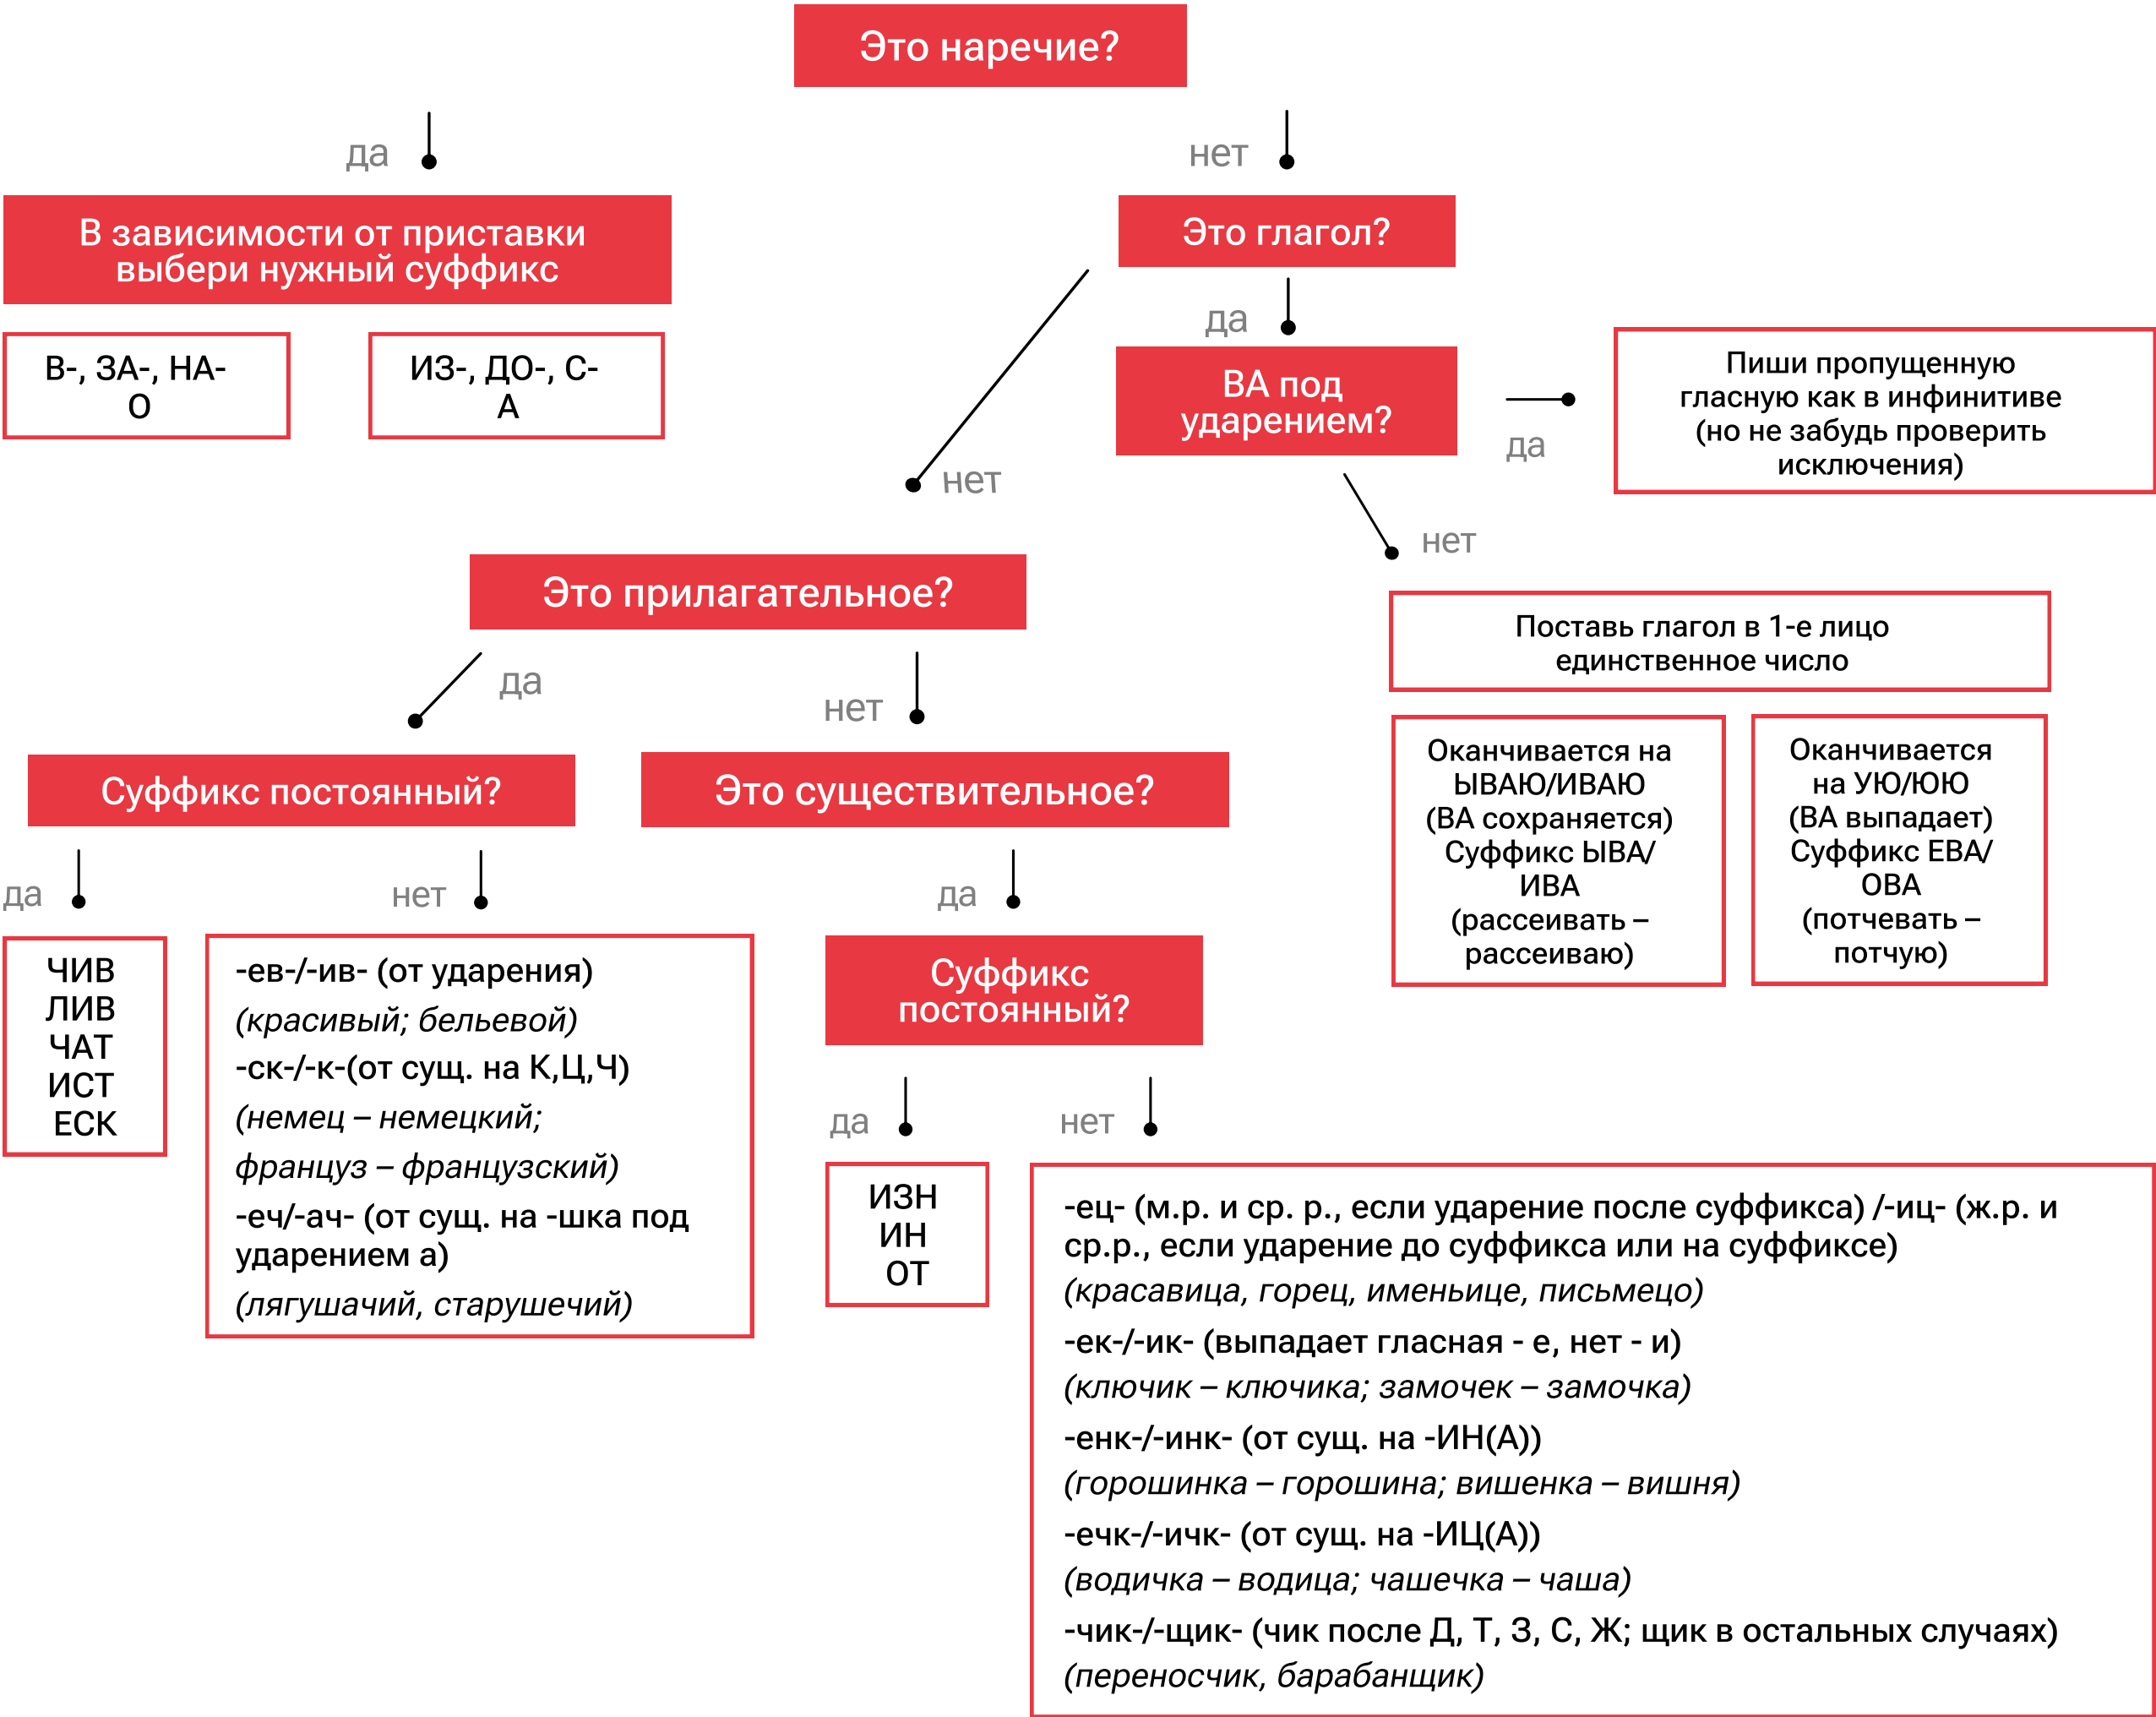 Это наречие?
да
нет
В зависимости от приставки
выбери нужный суффикс
Это глагол?
В-, ЗА-, НА-
О
ИЗ-, ДО-, С-
А
да
ВА под
ударением?
да
Пиши пропущенную
гласную как в инфинитиве
(но не забудь проверить
исключения)
нет
нет
Это прилагательное?
Поставь глагол в 1-е лицо
единственное число
да
нет
Оканчивается на
ЫВАЮ/ИВАЮ
(ВА сохраняется)
Суффикс ЫВА/
ИВА
(рассеивать –
рассеиваю)
Оканчивается
на УЮ/ЮЮ
(ВА выпадает)
Суффикс ЕВА/
ОВА
(потчевать –
потчую)
Суффикс постоянный?
Это существительное?
да
нет
да
ЧИВ
ЛИВ
ЧАТ
ИСТ
ЕСК
-ев-/-ив- (от ударения)
(красивый; бельевой)
-ск-/-к-(от сущ. на К,Ц,Ч)
(немец – немецкий;
француз – французский)
-еч/-ач- (от сущ. на -шка под
ударением а)
(лягушачий, старушечий)
Суффикс
постоянный?
да
нет
ИЗН
ИН
ОТ
-ец- (м.р. и ср. р., если ударение после суффикса) /-иц- (ж.р. и
ср.р., если ударение до суффикса или на суффиксе)
(красавица, горец, именьице, письмецо)
-ек-/-ик- (выпадает гласная - е, нет - и)
(ключик – ключика; замочек – замочка)
-енк-/-инк- (от сущ. на -ИН(А))
(горошинка – горошина; вишенка – вишня)
-ечк-/-ичк- (от сущ. на -ИЦ(А))
(водичка – водица; чашечка – чаша)
-чик-/-щик- (чик после Д, Т, З, С, Ж; щик в остальных случаях)
(переносчик, барабанщик)